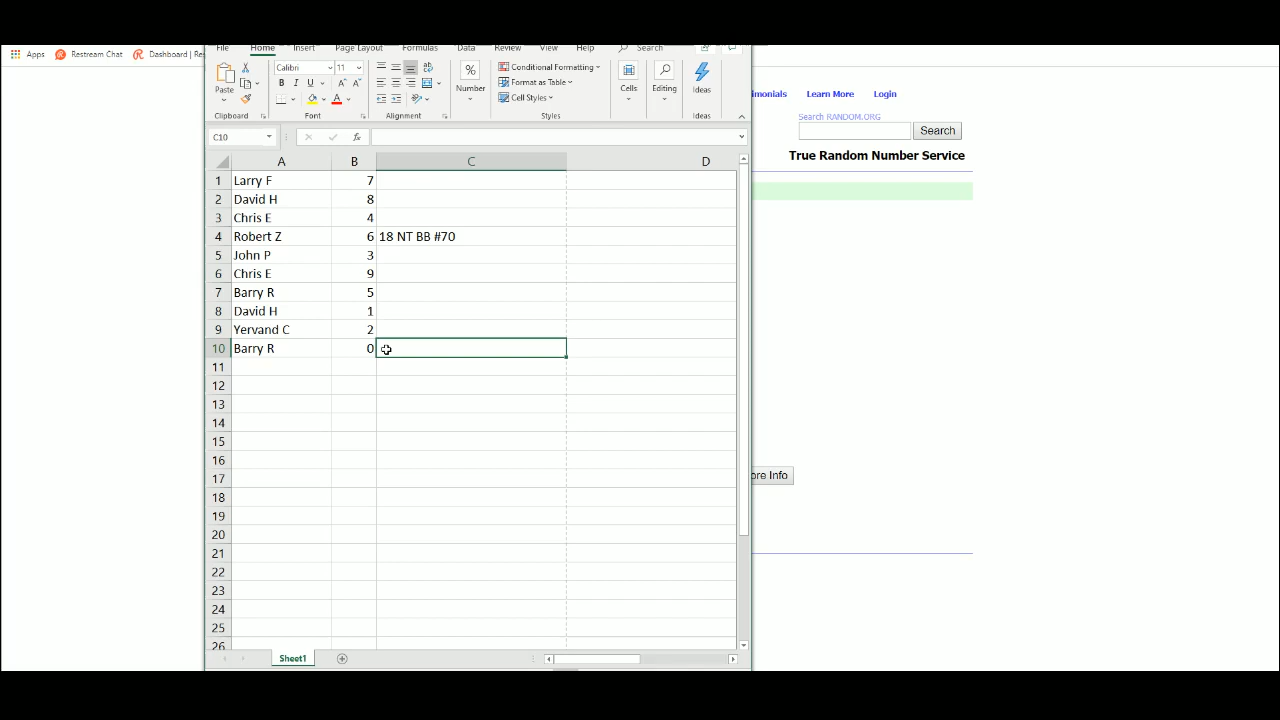 Apps Restream Chat Dashboard | Res
File Home Insert Page Layout Formulas Data Review View Help Search
Calibri 11
Paste
B I U
A A
Number
Conditional Formatting
Format as Table
Cell Styles
Cells
Editing
Ideas
Clipboard Font Alignment Styles Ideas
C10 fx
A B C D
1 Larry F 7
2 David H 8
3 Chris E 4
4 Robert Z 6 18 NT BB #70
5 John P 3
6 Chris E 9
7 Barry R 5
8 David H 1
9 Yervand C 2
10 Barry R 0
11
12
13
14
15
16
17
18
19
20
21
22
23
24
25
26
Sheet1
imonials Learn More Login
Search RANDOM.ORG
Search
True Random Number Service
ore Info